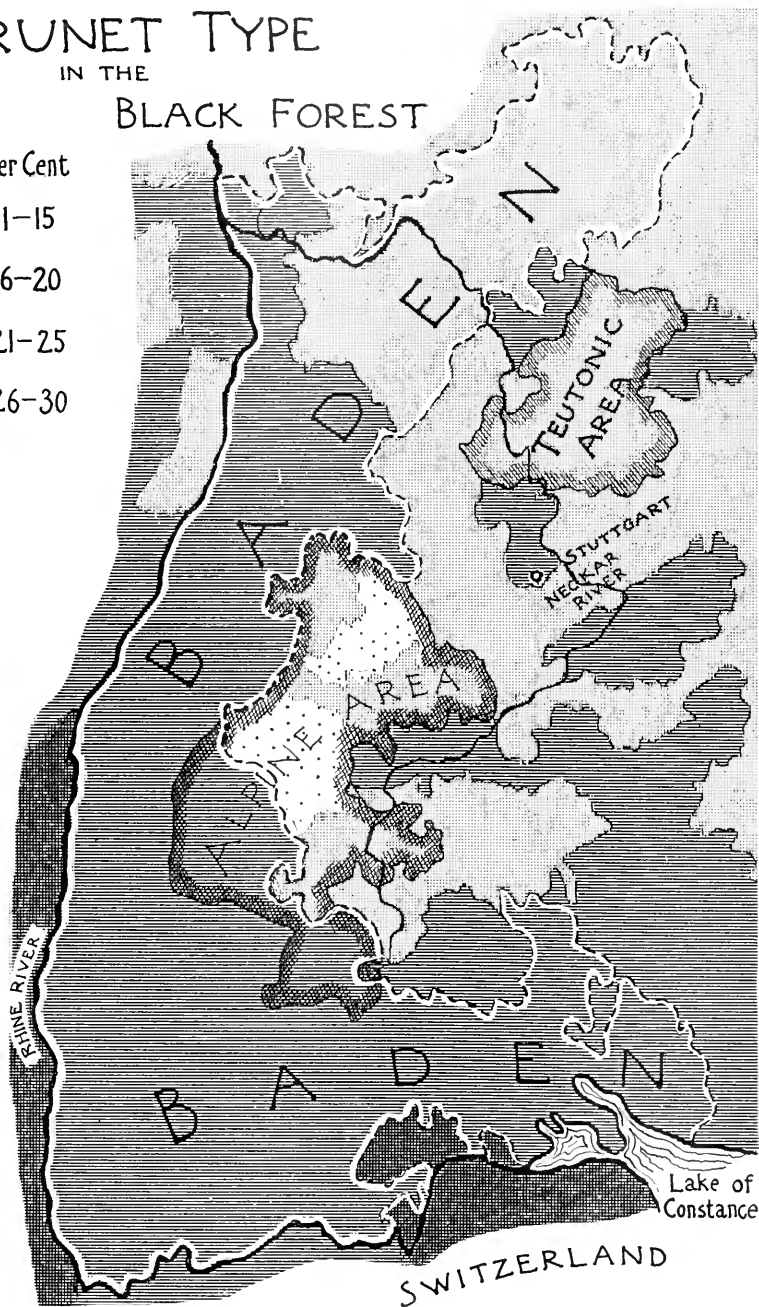 RUNET TYPE
IN THE
BLACK FOREST
er Cent
1–15
6–20
21–25
26–30
BADEN
TEUTONIC
AREA
STUTTGART
NECKAR
RIVER
ALPINE AREA
RHINE RIVER
BADEN
Lake of
Constance
SWITZERLAND